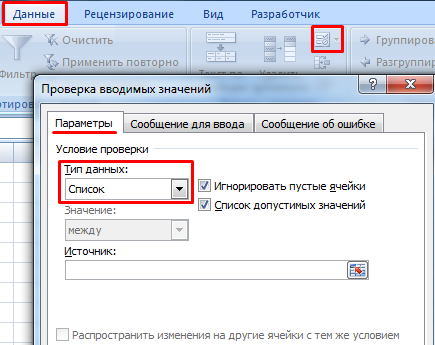 Данные Рецензирование Вид Разработчик
Очистить
Группиров
Фильтр Применить повторно
Разгруппир
Проверка вводимых значений
Параметры Сообщение для ввода Сообщение об ошибке
Условие проверки
Тип данных:
Список Игнорировать пустые ячейки
Значение: Список допустимых значений
между
Источник:
Распространить изменения на другие ячейки с тем же условием